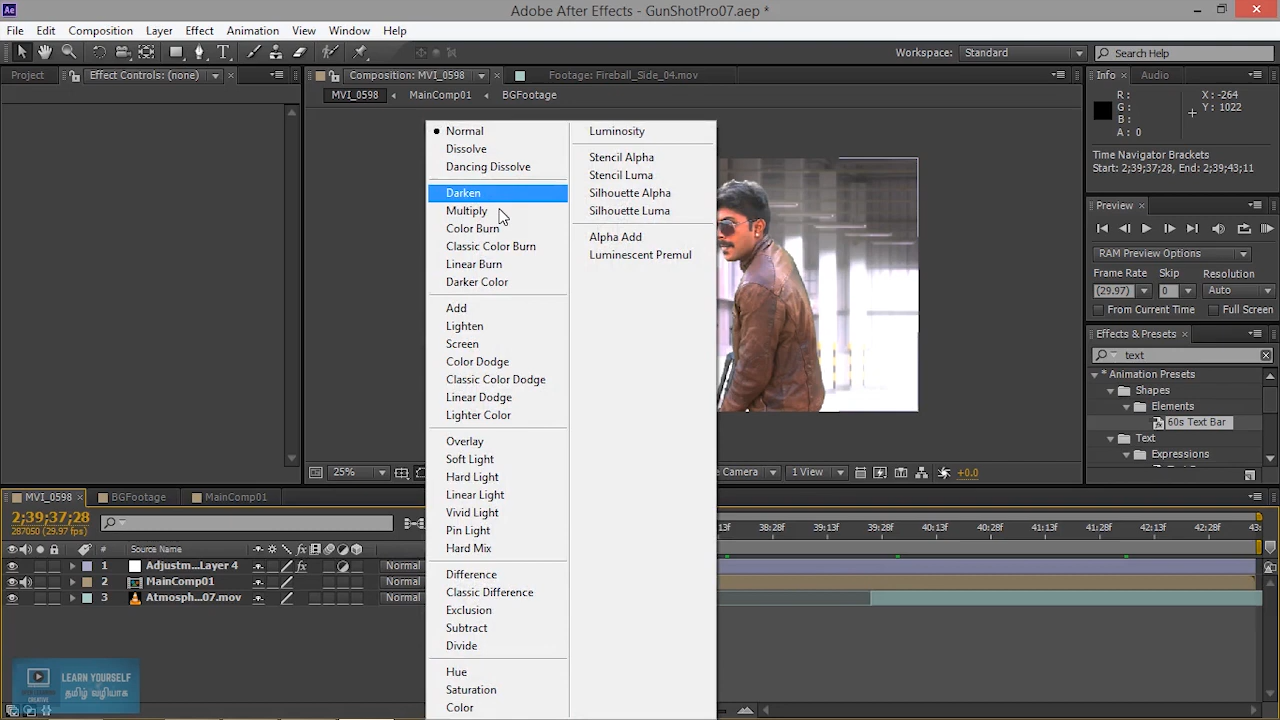 Adobe After Effects - GunShotPro07.aep *
File Edit Composition Layer Effect Animation View Window Help
Workspace: Standard Search Help
Project Effect Controls: (none) Composition: MVI_0598 Footage: Fireball_Side_04.mov Info Audio
MVI_0598 MainComp01 BGFootage
R: X: -264
G: Y: 1022
B:
A: 0
Time Navigator Brackets
Start: 2;39;43;11
Preview
RAM Preview Options
Frame Rate Skip Resolution
(29.97) 0 Auto
From Current Time Full Screen
Effects & Presets
text
* Animation Presets
Shapes
Elements
60s Text Bar
Text
Expressions
Normal
Dissolve
Dancing Dissolve
Darken
Multiply
Color Burn
Classic Color Burn
Linear Burn
Darker Color
Add
Lighten
Screen
Color Dodge
Classic Color Dodge
Linear Dodge
Lighter Color
Overlay
Soft Light
Hard Light
Linear Light
Vivid Light
Pin Light
Hard Mix
Difference
Classic Difference
Exclusion
Subtract
Divide
Hue
Saturation
Color
Luminosity
Stencil Alpha
Stencil Luma
Silhouette Alpha
Silhouette Luma
Alpha Add
Luminescent Premul
25% Camera 1 View +0.0
MVI_0598 BGFootage MainComp01
2;39;37;28
287050 (29.97 fps)
13f 38:28f 39:13f 39:28f 40:13f 40:28f 41:13f 41:28f 42:13f 42:28f 43:
# Source Name
1 Adjustm...Layer 4 Normal
2 MainComp01 Normal
3 Atmosph...07.mov Normal
LEARN YOURSELF
தமிழ் வழியாக